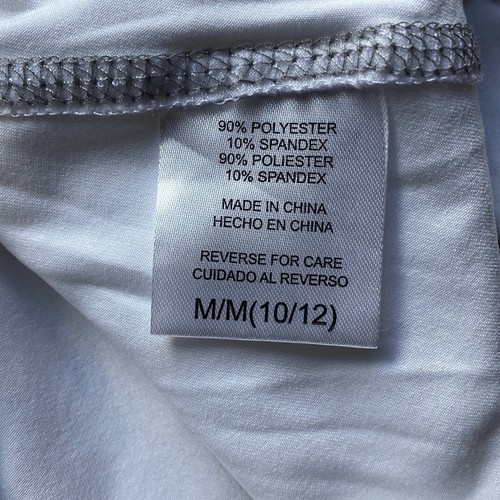 90% POLYESTER
10% SPANDEX
90% POLIESTER
10% SPANDEX
MADE IN CHINA
HECHO EN CHINA
REVERSE FOR CARE
CUIDADO AL REVERSO
M/M(10/12)